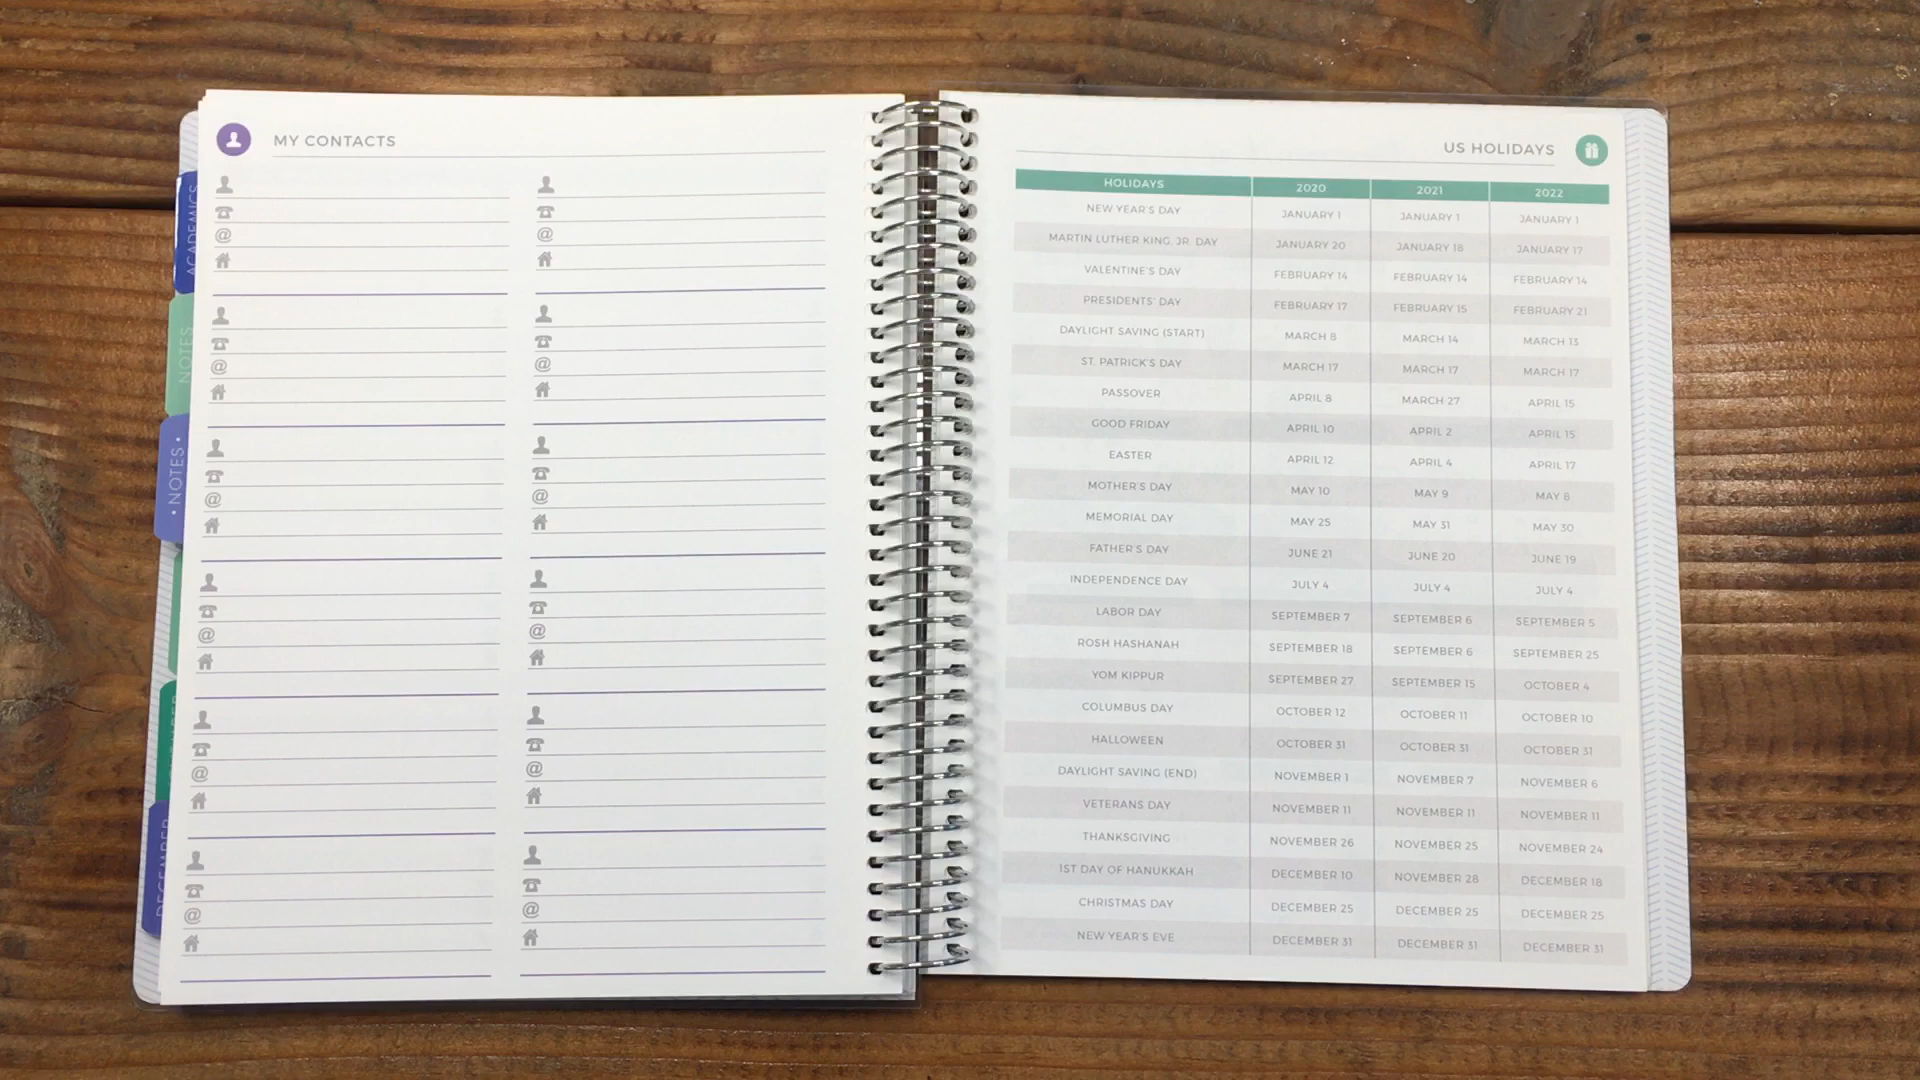 MY CONTACTS
@ @
@ @
@ @
@ @
@ @
@ @
ACADEMICS
NOTES
• NOTES •
DECEMBER
US HOLIDAYS
HOLIDAYS 2020 2021 2022
NEW YEAR'S DAY JANUARY 1 JANUARY 1 JANUARY 1
MARTIN LUTHER KING, JR. DAY JANUARY 20 JANUARY 18 JANUARY 17
VALENTINE'S DAY FEBRUARY 14 FEBRUARY 14 FEBRUARY 14
PRESIDENTS' DAY FEBRUARY 17 FEBRUARY 15 FEBRUARY 21
DAYLIGHT SAVING (START) MARCH 8 MARCH 14 MARCH 13
ST. PATRICK'S DAY MARCH 17 MARCH 17 MARCH 17
PASSOVER APRIL 8 MARCH 27 APRIL 15
GOOD FRIDAY APRIL 10 APRIL 2 APRIL 15
EASTER APRIL 12 APRIL 4 APRIL 17
MOTHER'S DAY MAY 10 MAY 9 MAY 8
MEMORIAL DAY MAY 25 MAY 31 MAY 30
FATHER'S DAY JUNE 21 JUNE 20 JUNE 19
INDEPENDENCE DAY JULY 4 JULY 4 JULY 4
LABOR DAY SEPTEMBER 7 SEPTEMBER 6 SEPTEMBER 5
ROSH HASHANAH SEPTEMBER 18 SEPTEMBER 6 SEPTEMBER 25
YOM KIPPUR SEPTEMBER 27 SEPTEMBER 15 OCTOBER 4
COLUMBUS DAY OCTOBER 12 OCTOBER 11 OCTOBER 10
HALLOWEEN OCTOBER 31 OCTOBER 31 OCTOBER 31
DAYLIGHT SAVING (END) NOVEMBER 1 NOVEMBER 7 NOVEMBER 6
VETERANS DAY NOVEMBER 11 NOVEMBER 11 NOVEMBER 11
THANKSGIVING NOVEMBER 26 NOVEMBER 25 NOVEMBER 24
1ST DAY OF HANUKKAH DECEMBER 10 NOVEMBER 28 DECEMBER 18
CHRISTMAS DAY DECEMBER 25 DECEMBER 25 DECEMBER 25
NEW YEAR'S EVE DECEMBER 31 DECEMBER 31 DECEMBER 31